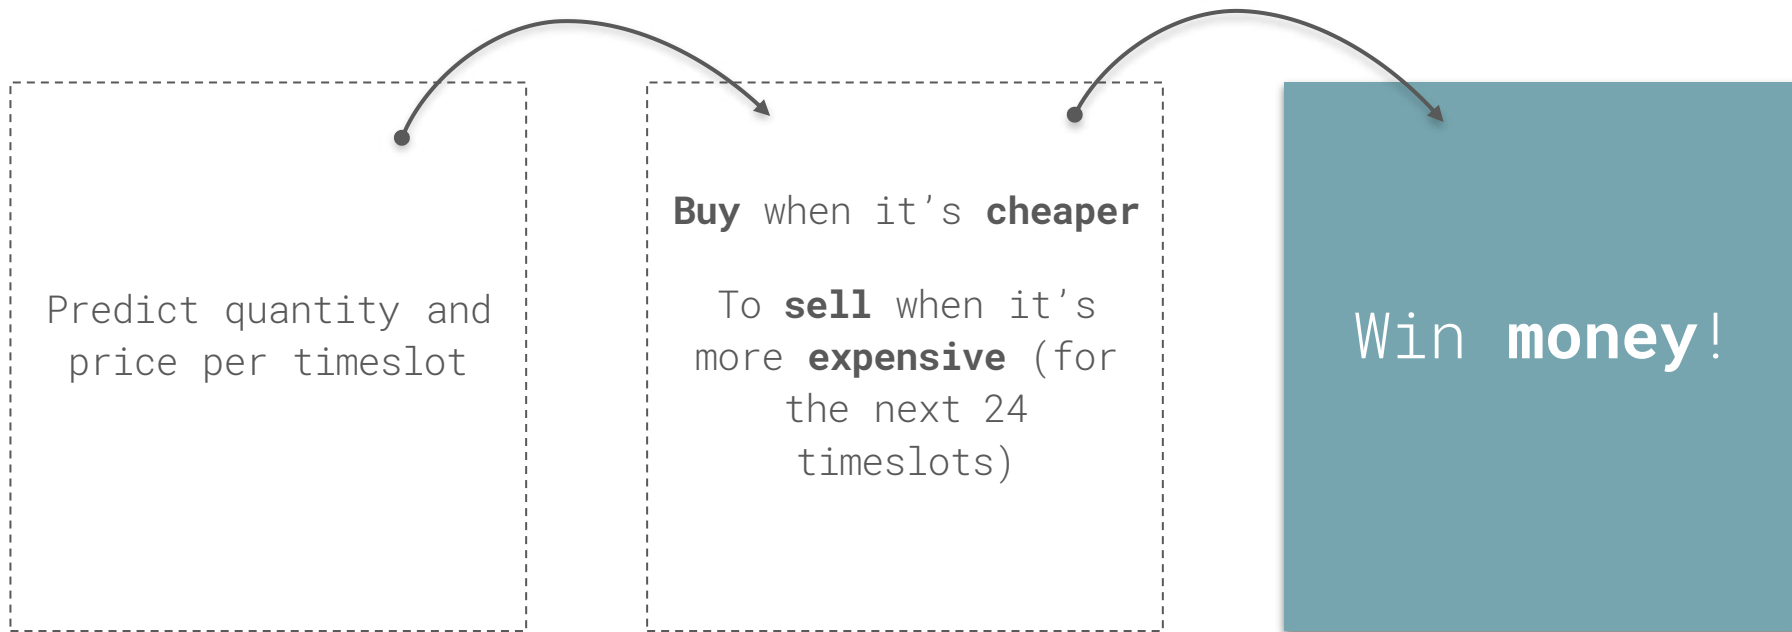 Predict quantity and
price per timeslot
Buy when it’s cheaper
To sell when it’s
more expensive (for
the next 24
timeslots)
Win money!